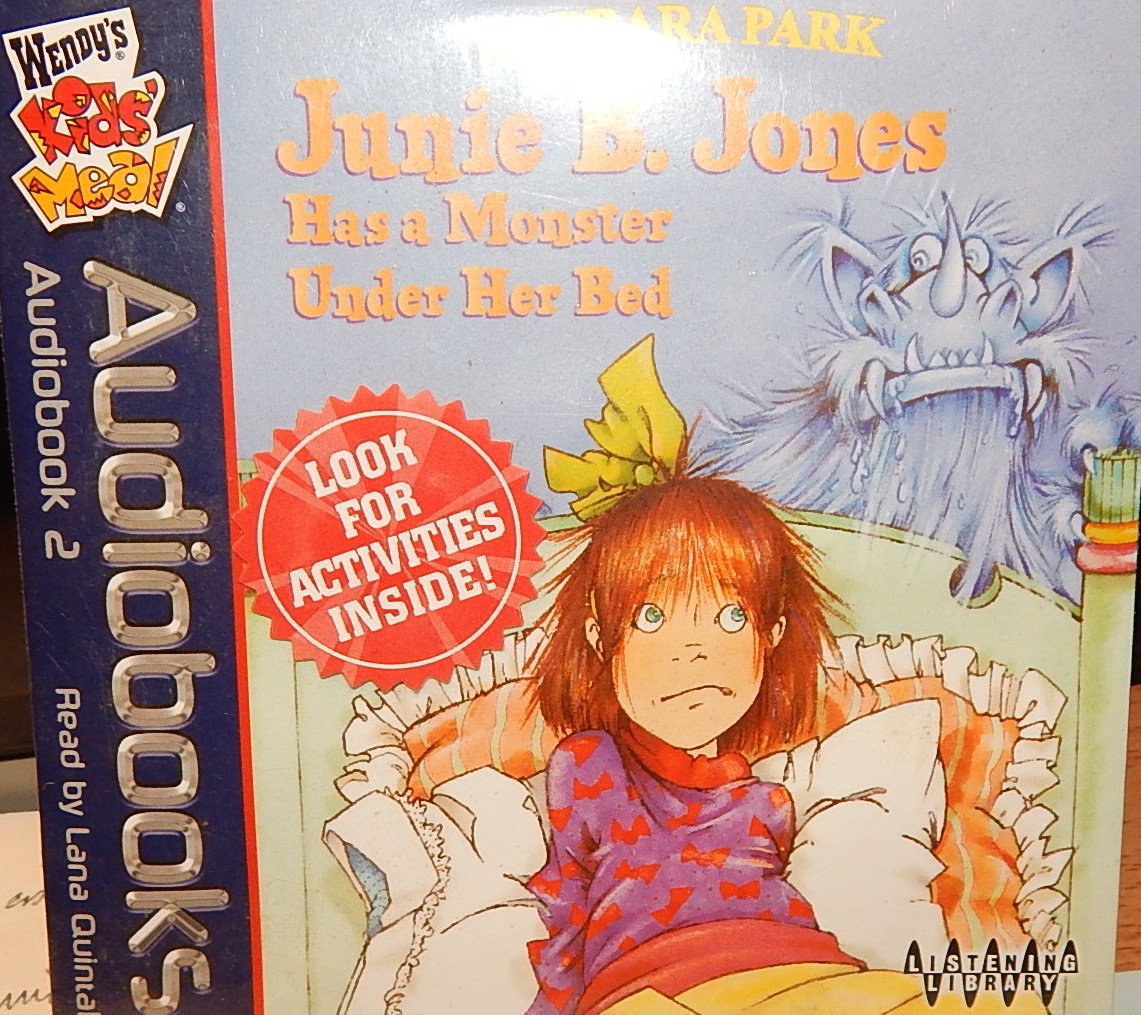 WENDY'S®
Kids'
Meal®
Audiobooks
Audiobook 2
Read by Lana
PARK
Junie B. Jones
Has a Monster
Under Her Bed
LOOK
FOR
ACTIVITIES
INSIDE!
LISTENING
LIBRARY